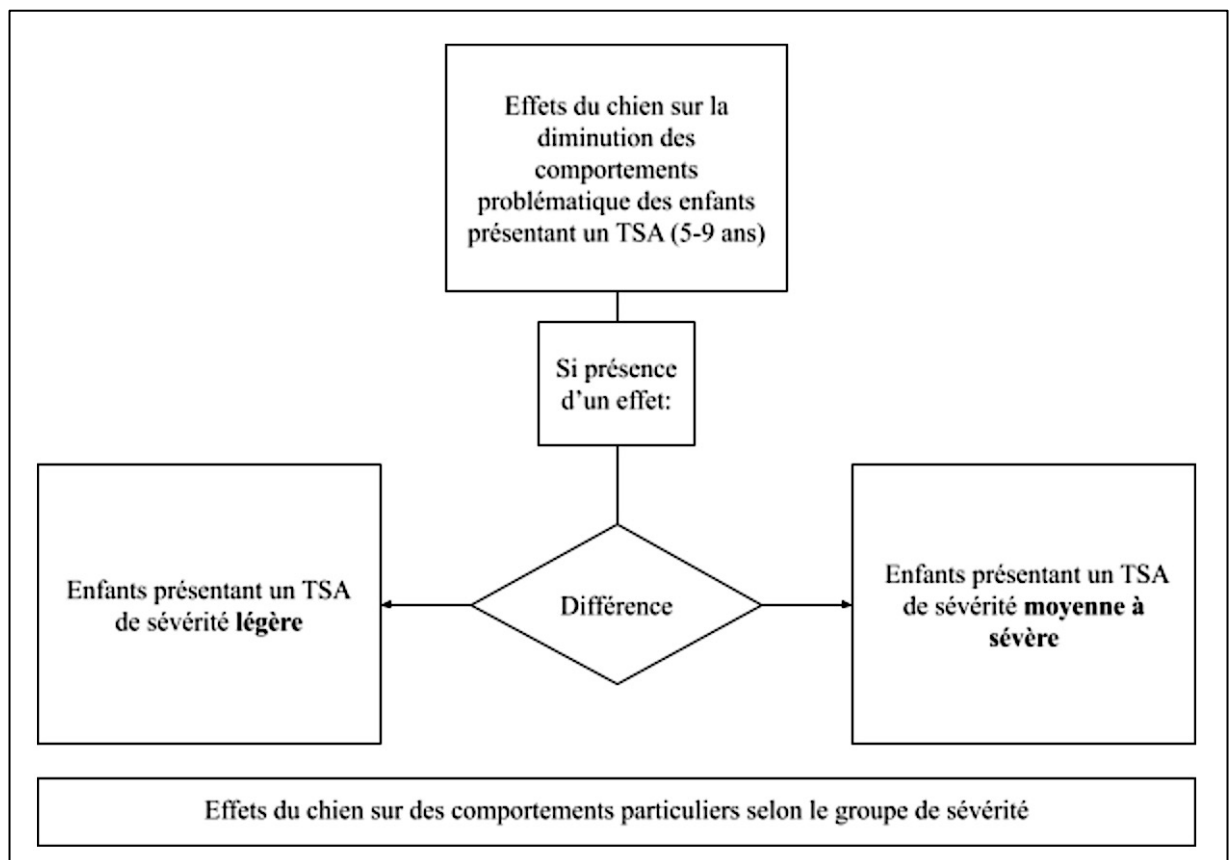 Effets du chien sur la
diminution des
comportements
problématique des enfants
présentant un TSA (5-9 ans)
Si présence
d'un effet:
Enfants présentant un TSA
de sévérité légère
Différence
Enfants présentant un TSA
de sévérité moyenne à
sévère
Effets du chien sur des comportements particuliers selon le groupe de sévérité